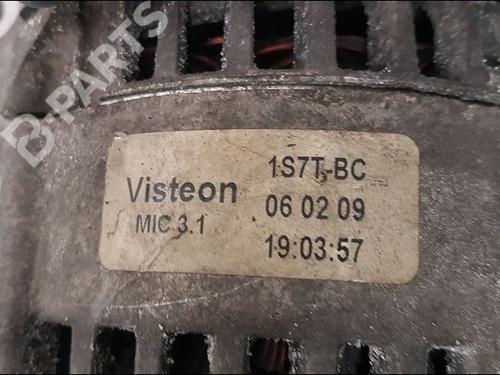 B-PARTS
Visteon
MIC 3.1
1S7T-BC
06 02 09
19:03:57